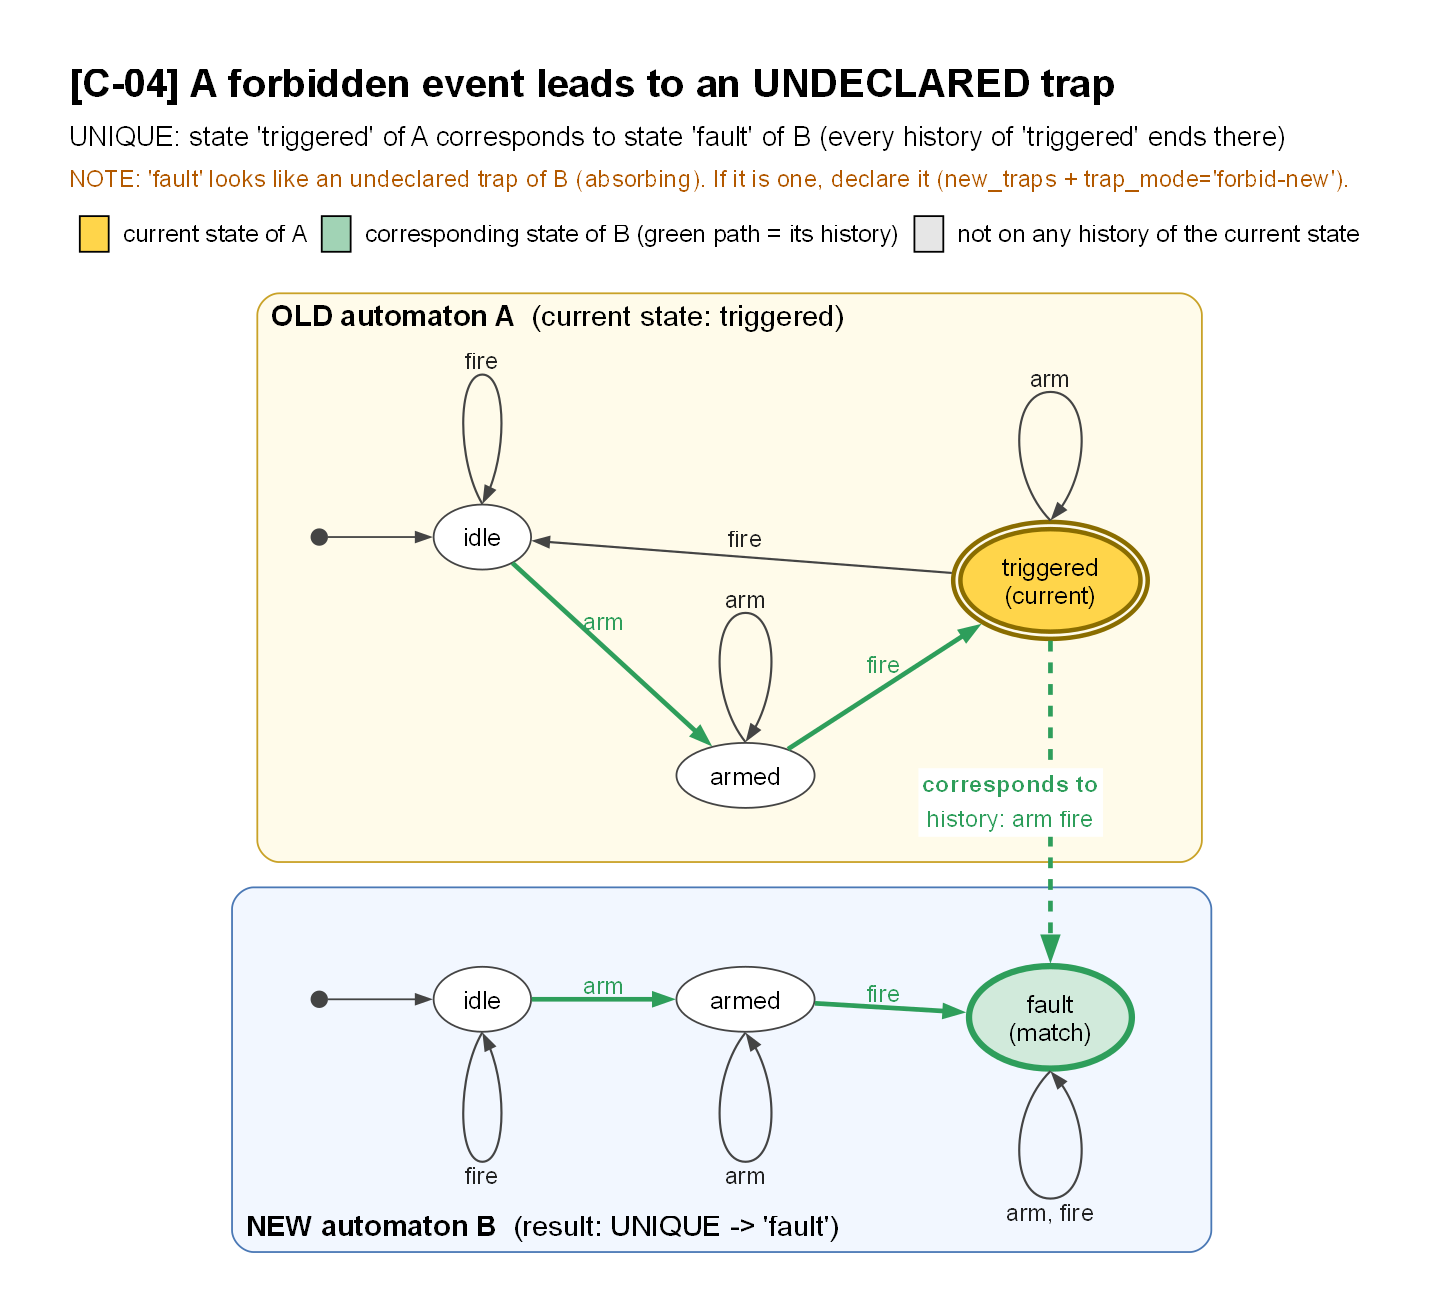 [C-04] A forbidden event leads to an UNDECLARED trap
UNIQUE: state 'triggered' of A corresponds to state 'fault' of B (every history of 'triggered' ends there)
NOTE: 'fault' looks like an undeclared trap of B (absorbing). If it is one, declare it (new_traps + trap_mode='forbid-new').
current state of A
corresponding state of B (green path = its history)
not on any history of the current state
OLD automaton A (current state: triggered)
fire
arm
idle
fire
triggered
(current)
arm
arm
fire
armed
corresponds to
history: arm fire
idle
arm
armed
fire
fault
(match)
fire
arm
arm, fire
NEW automaton B (result: UNIQUE -> 'fault')